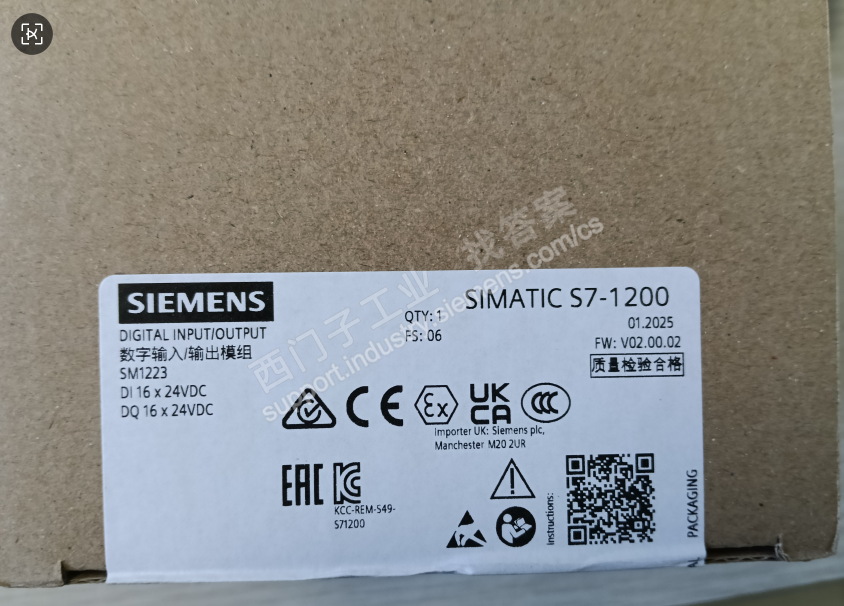 SIEMENS
DIGITAL INPUT/OUTPUT
数字输入/输出模组
SM1223
DI 16 x 24VDC
DQ 16 x 24VDC
QTY: 1
FS: 06
SIMATIC S7-1200
01.2025
FW: V02.00.02
质量检验合格
CE
Ex
UK
CA
CCC
Importer UK: Siemens plc,
Manchester M20 2UR
EAC
KC
KCC-REM-S49-
S71200
Instructions:
PACKAGING
西门子工业 找答案
support.industry.siemens.com/cs